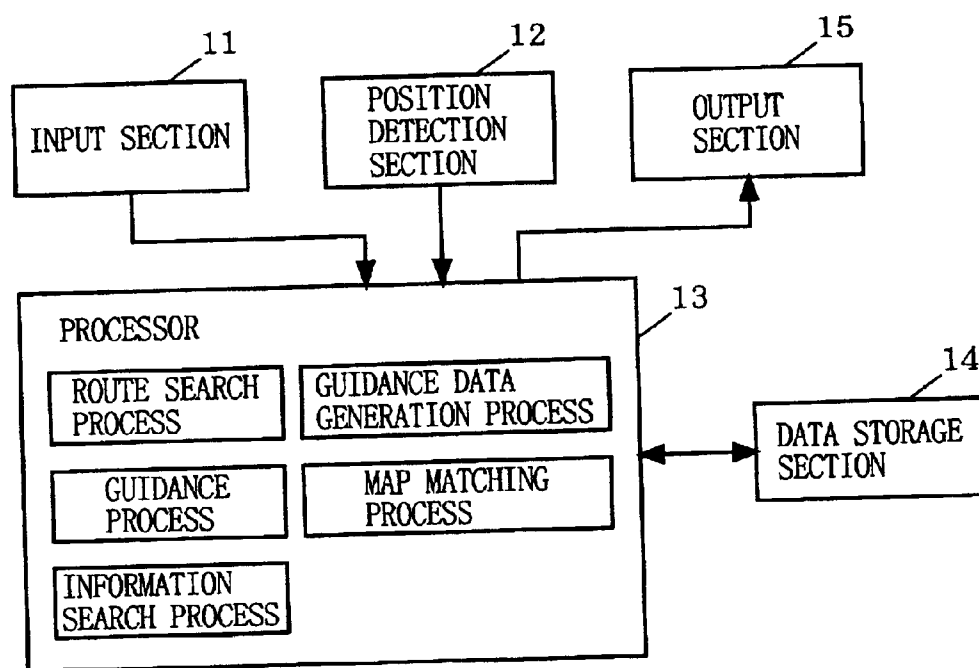 11
12
15
INPUT SECTION
POSITION
DETECTION
SECTION
OUTPUT
SECTION
13
PROCESSOR
ROUTE SEARCH
PROCESS
GUIDANCE DATA
GENERATION PROCESS
GUIDANCE
PROCESS
MAP MATCHING
PROCESS
INFORMATION
SEARCH PROCESS
14
DATA STORAGE
SECTION